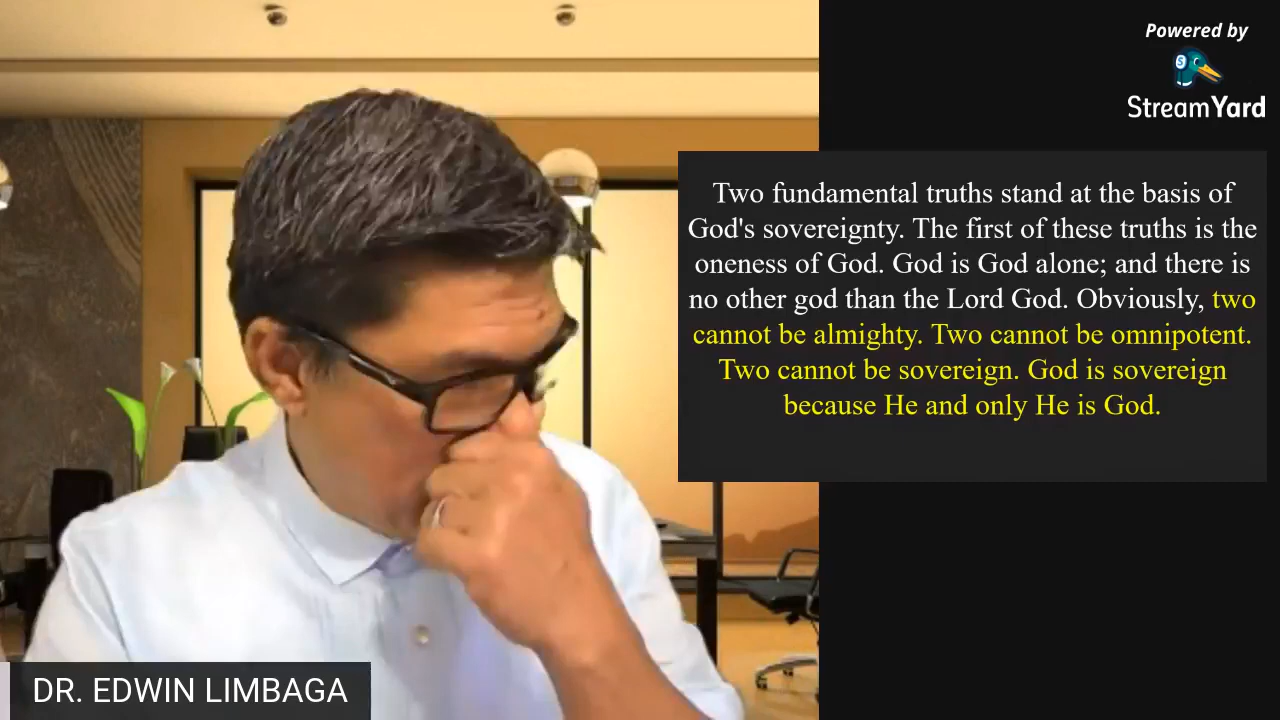 Powered by
StreamYard
Two fundamental truths stand at the basis of
God's sovereignty. The first of these truths is the
oneness of God. God is God alone; and there is
no other god than the Lord God. Obviously, two
cannot be almighty. Two cannot be omnipotent.
Two cannot be sovereign. God is sovereign
because He and only He is God.
DR. EDWIN LIMBAGA